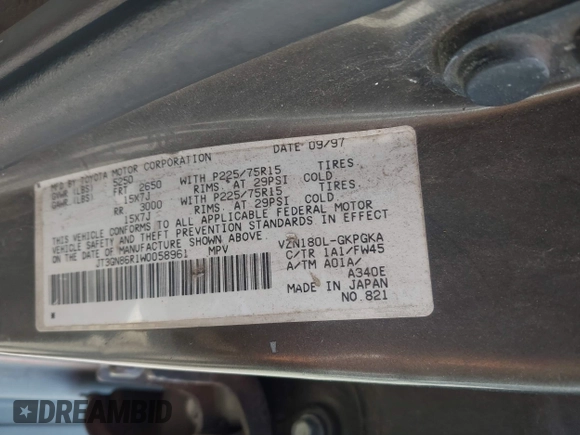 MFD. BY TOYOTA MOTOR CORPORATION DATE 09/97
GVWR (LBS) 5250
GAWR (LBS) FRT 2650 WITH P225/75R15 TIRES,
15X7J RIMS, AT 29PSI COLD
RR 3000 WITH P225/75R15 TIRES,
15X7J RIMS, AT 29PSI COLD
THIS VEHICLE CONFORMS TO ALL APPLICABLE FEDERAL MOTOR
VEHICLE SAFETY AND THEFT PREVENTION STANDARDS IN EFFECT
ON THE DATE OF MANUFACTURE SHOWN ABOVE.
JT3GN86R1W0058961 MPV VZN180L-GKPGKA
C/TR 1A1/FW45
A/TM A01A/
A340E
MADE IN JAPAN
NO.821
DREAMBID